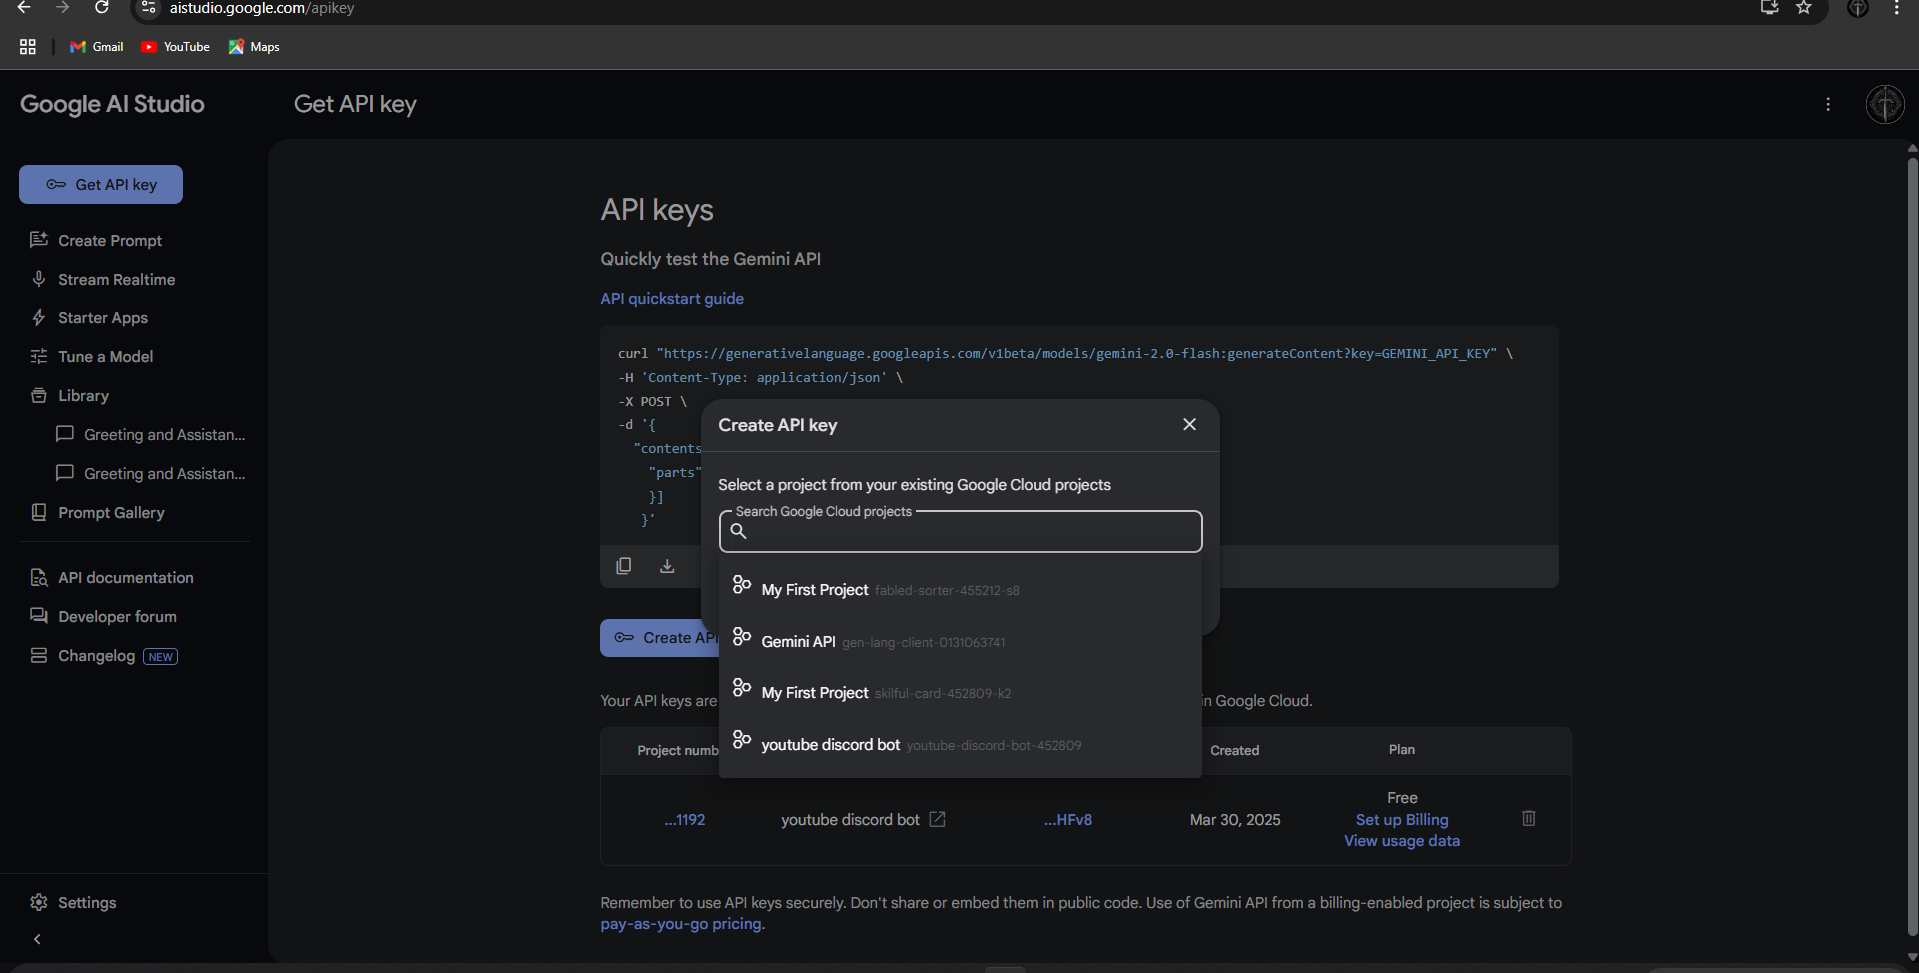 aistudio.google.com/apikey
Gmail
YouTube
Maps
Google AI Studio
Get API key
Get API key
Create Prompt
Stream Realtime
Starter Apps
Tune a Model
Library
Greeting and Assistan...
Greeting and Assistan...
Prompt Gallery
API documentation
Developer forum
Changelog NEW
Settings
API keys
Quickly test the Gemini API
API quickstart guide
curl "https://generativelanguage.googleapis.com/v1beta/models/gemini-2.0-flash:generateContent?key=GEMINI_API_KEY" \
-H 'Content-Type: application/json' \
-X POST \
-d '{
"contents
"parts"
}]
}'
Create API key
Select a project from your existing Google Cloud projects
Search Google Cloud projects
My First Project fabled-sorter-455212-s8
Gemini API gen-lang-client-0131063741
My First Project skilful-card-452809-k2
youtube discord bot youtube-discord-bot-452809
Create API
Your API keys are
in Google Cloud.
Project numb
Created
Plan
...1192
youtube discord bot
...HFv8
Mar 30, 2025
Free
Set up Billing
View usage data
Remember to use API keys securely. Don't share or embed them in public code. Use of Gemini API from a billing-enabled project is subject to
pay-as-you-go pricing.